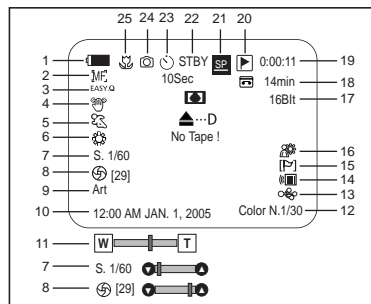 25 24 23 22 21 20
1 STBY SP 0:00:11 19
2 MF 10Sec 14min 18
3 EASY.Q 16BIt 17
4 ...D
5 No Tape !
6
7 S. 1/60 16
8 [29] 15
9 Art 14
13
10 12:00 AM JAN. 1, 2005 Color N.1/30 12
11 W T
7 S. 1/60
8 [29]